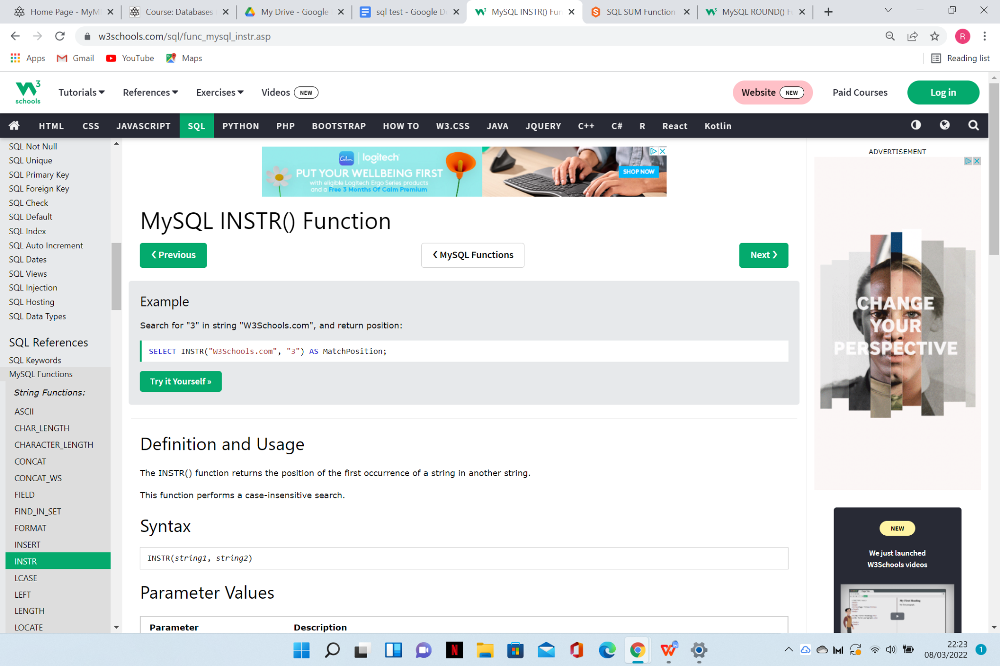 Home Page - MyM
Course: Databases
My Drive - Google
sql test - Google D
MySQL INSTR() Fun
SQL SUM Function
MySQL ROUND() F
w3schools.com/sql/func_mysql_instr.asp
R
Apps
Gmail
YouTube
Maps
Reading list
W3 schools
Tutorials
References
Exercises
Videos NEW
Website NEW
Paid Courses
Log in
HTML CSS JAVASCRIPT SQL PYTHON PHP BOOTSTRAP HOW TO W3.CSS JAVA JQUERY C++ C# R React Kotlin
SQL Not Null
SQL Unique
SQL Primary Key
SQL Foreign Key
SQL Check
SQL Default
SQL Index
SQL Auto Increment
SQL Dates
SQL Views
SQL Injection
SQL Hosting
SQL Data Types
SQL References
SQL Keywords
MySQL Functions
String Functions:
ASCII
CHAR_LENGTH
CHARACTER_LENGTH
CONCAT
CONCAT_WS
FIELD
FIND_IN_SET
FORMAT
INSERT
INSTR
LCASE
LEFT
LENGTH
LOCATE
Calm | logitech
PUT YOUR WELLBEING FIRST
with eligible Logitech Ergo Series products
and a Free 3 Months Of Calm Premium
SHOP NOW
MySQL INSTR() Function
❮ Previous
❮ MySQL Functions
Next ❯
Example
Search for "3" in string "W3Schools.com", and return position:
SELECT INSTR("W3Schools.com", "3") AS MatchPosition;
Try it Yourself »
Definition and Usage
The INSTR() function returns the position of the first occurrence of a string in another string.
This function performs a case-insensitive search.
Syntax
INSTR(string1, string2)
Parameter Values
Parameter Description
ADVERTISEMENT
CHANGE
YOUR
PERSPECTIVE
NEW
We just launched
W3Schools videos
My First Heading
22:23
08/03/2022
1